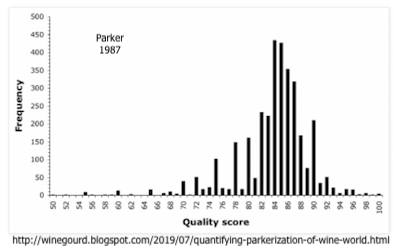 500
450
400
350
300
250
200
150
100
50
0
Frequency
Parker
1987
50 52 54 56 58 60 62 64 66 68 70 72 74 76 78 80 82 84 86 88 90 92 94 96 98 100
Quality score
http://winegourd.blogspot.com/2019/07/quantifying-parkerization-of-wine-world.html